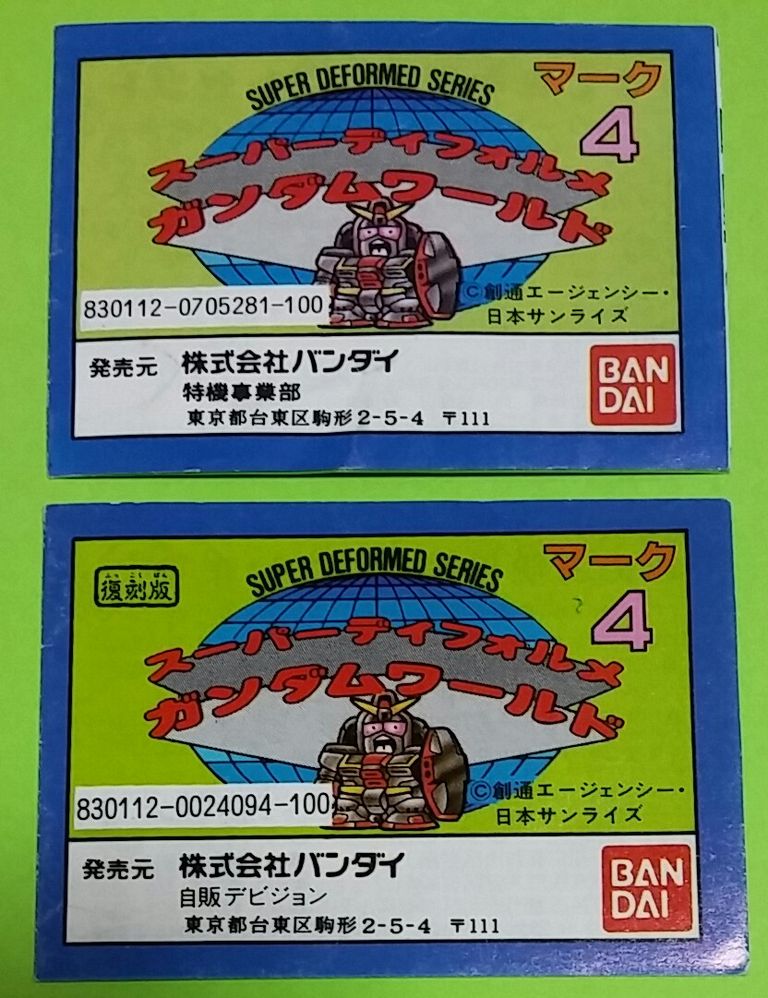 SUPER DEFORMED SERIES
マーク
4
スーパーディフォルメ
ガンダムワールド
830112-0705281-100
©創通エージェンシー・
日本サンライズ
発売元 株式会社バンダイ
特機事業部
東京都台東区駒形2-5-4 〒111
BAN
DAI
ふっこくばん
復刻版
SUPER DEFORMED SERIES
マーク
4
スーパーディフォルメ
ガンダムワールド
830112-0024094-100
©創通エージェンシー・
日本サンライズ
発売元 株式会社バンダイ
自販デビジョン
東京都台東区駒形2-5-4 〒111
BAN
DAI